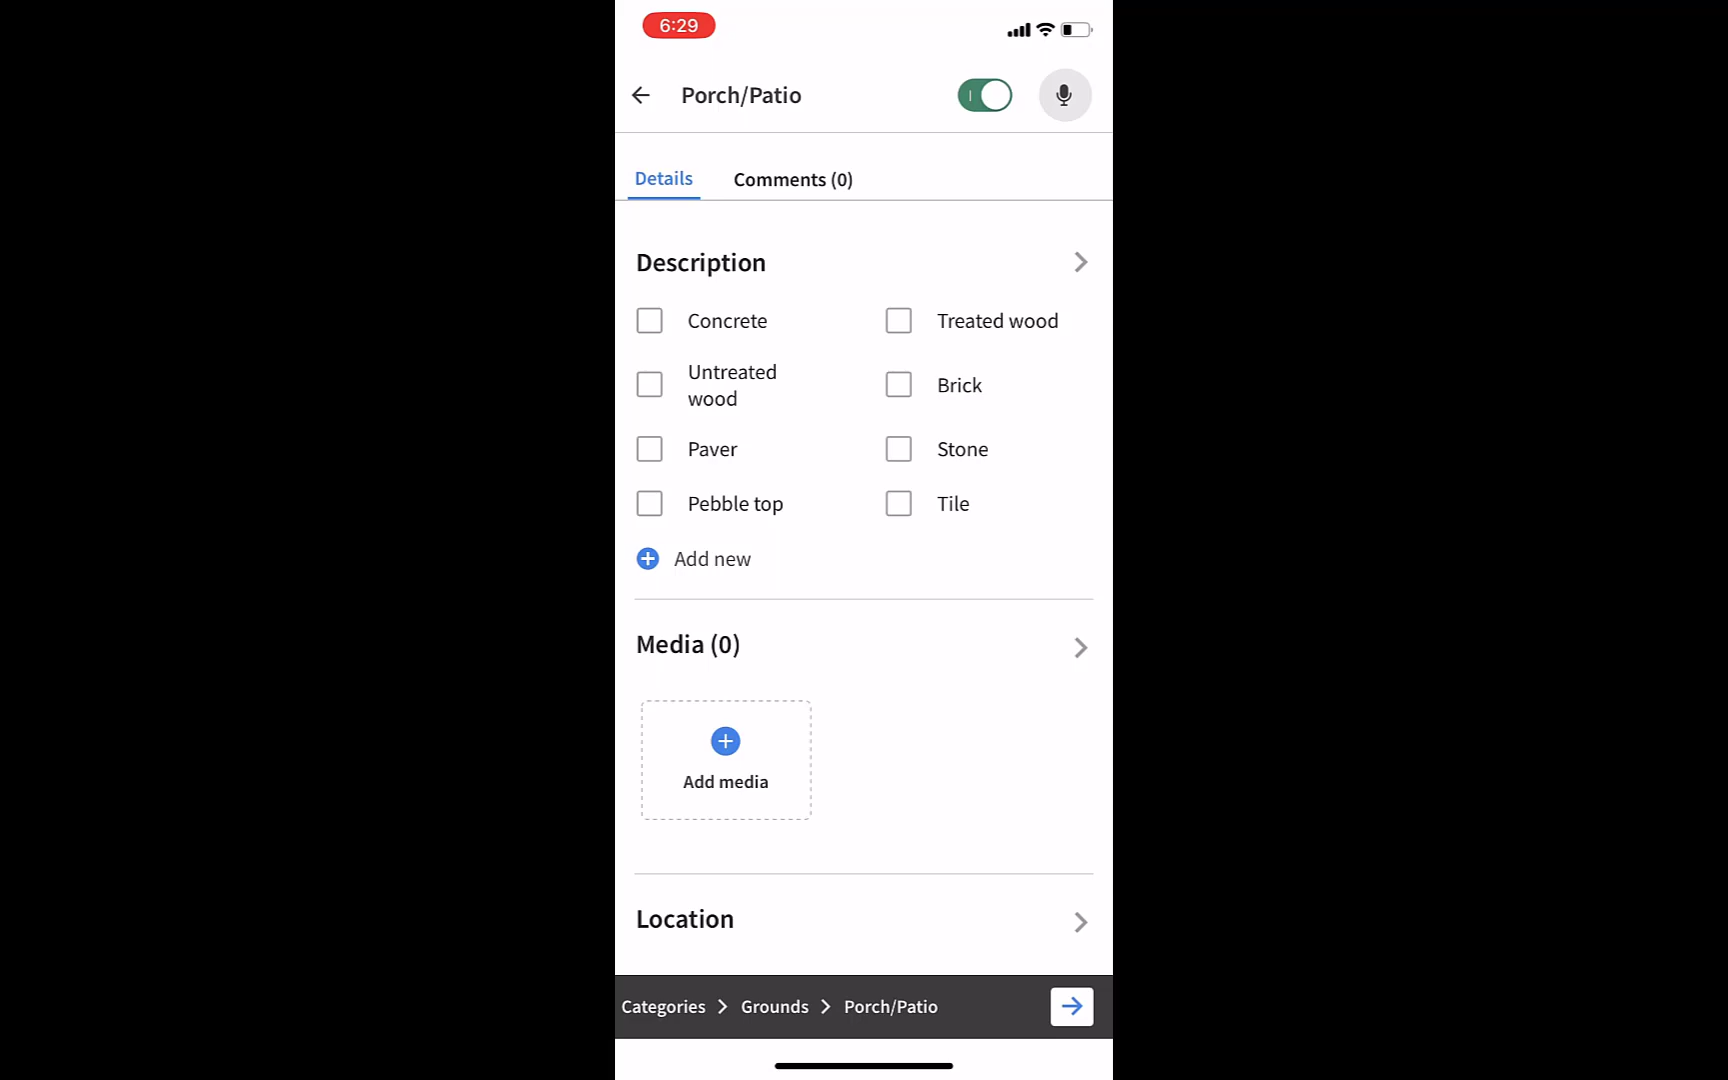 6:29
Porch/Patio
Details
Comments (0)
Description
Concrete
Treated wood
Untreated
wood
Brick
Paver
Stone
Pebble top
Tile
Add new
Media (0)
Add media
Location
Categories
Grounds
Porch/Patio